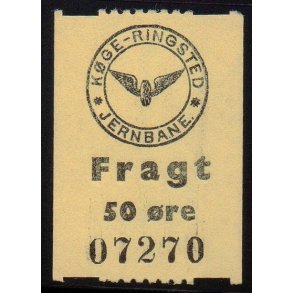 * KØGE-RINGSTED *
JERNBANE.
Fragt
50 øre
07270